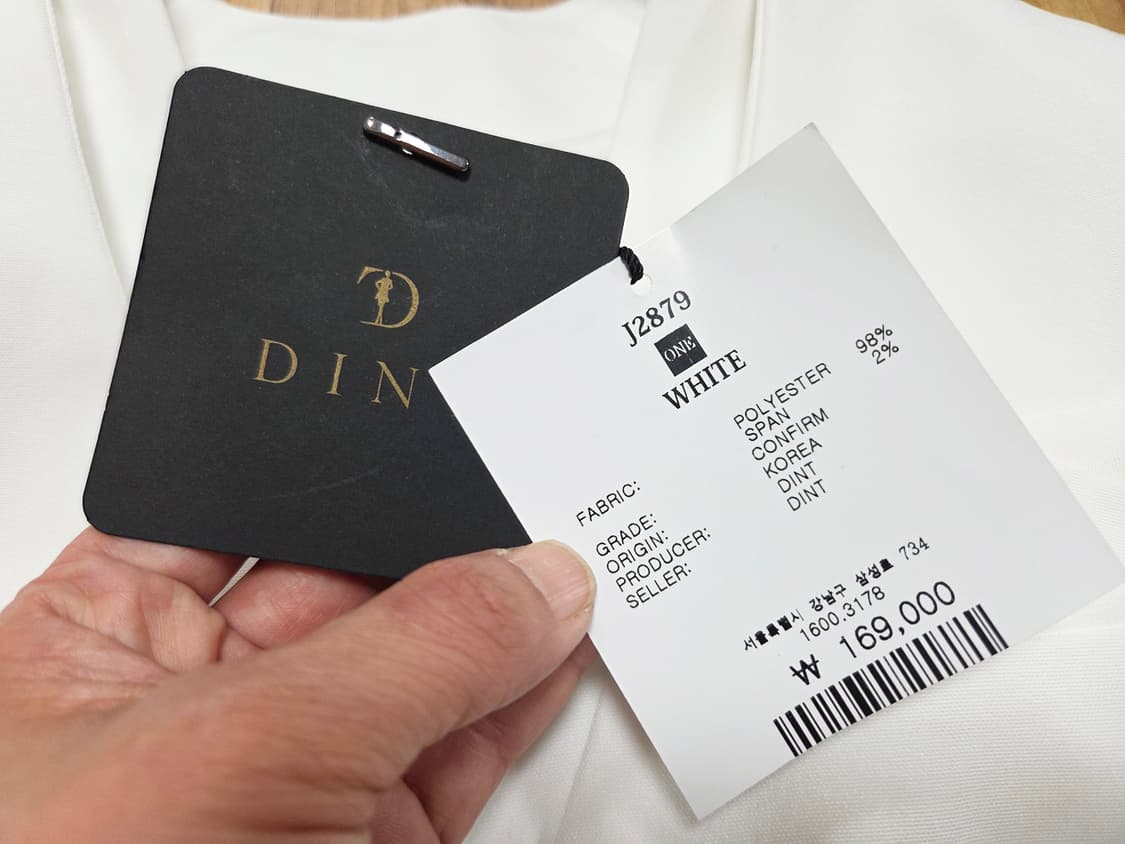 DIN
J2879
ONE
WHITE
FABRIC: POLYESTER 98%
SPAN 2%
GRADE: CONFIRM
ORIGIN: KOREA
PRODUCER: DINT
SELLER: DINT
서울특별시 강남구 삼성로 734
1600.3178
₩ 169,000